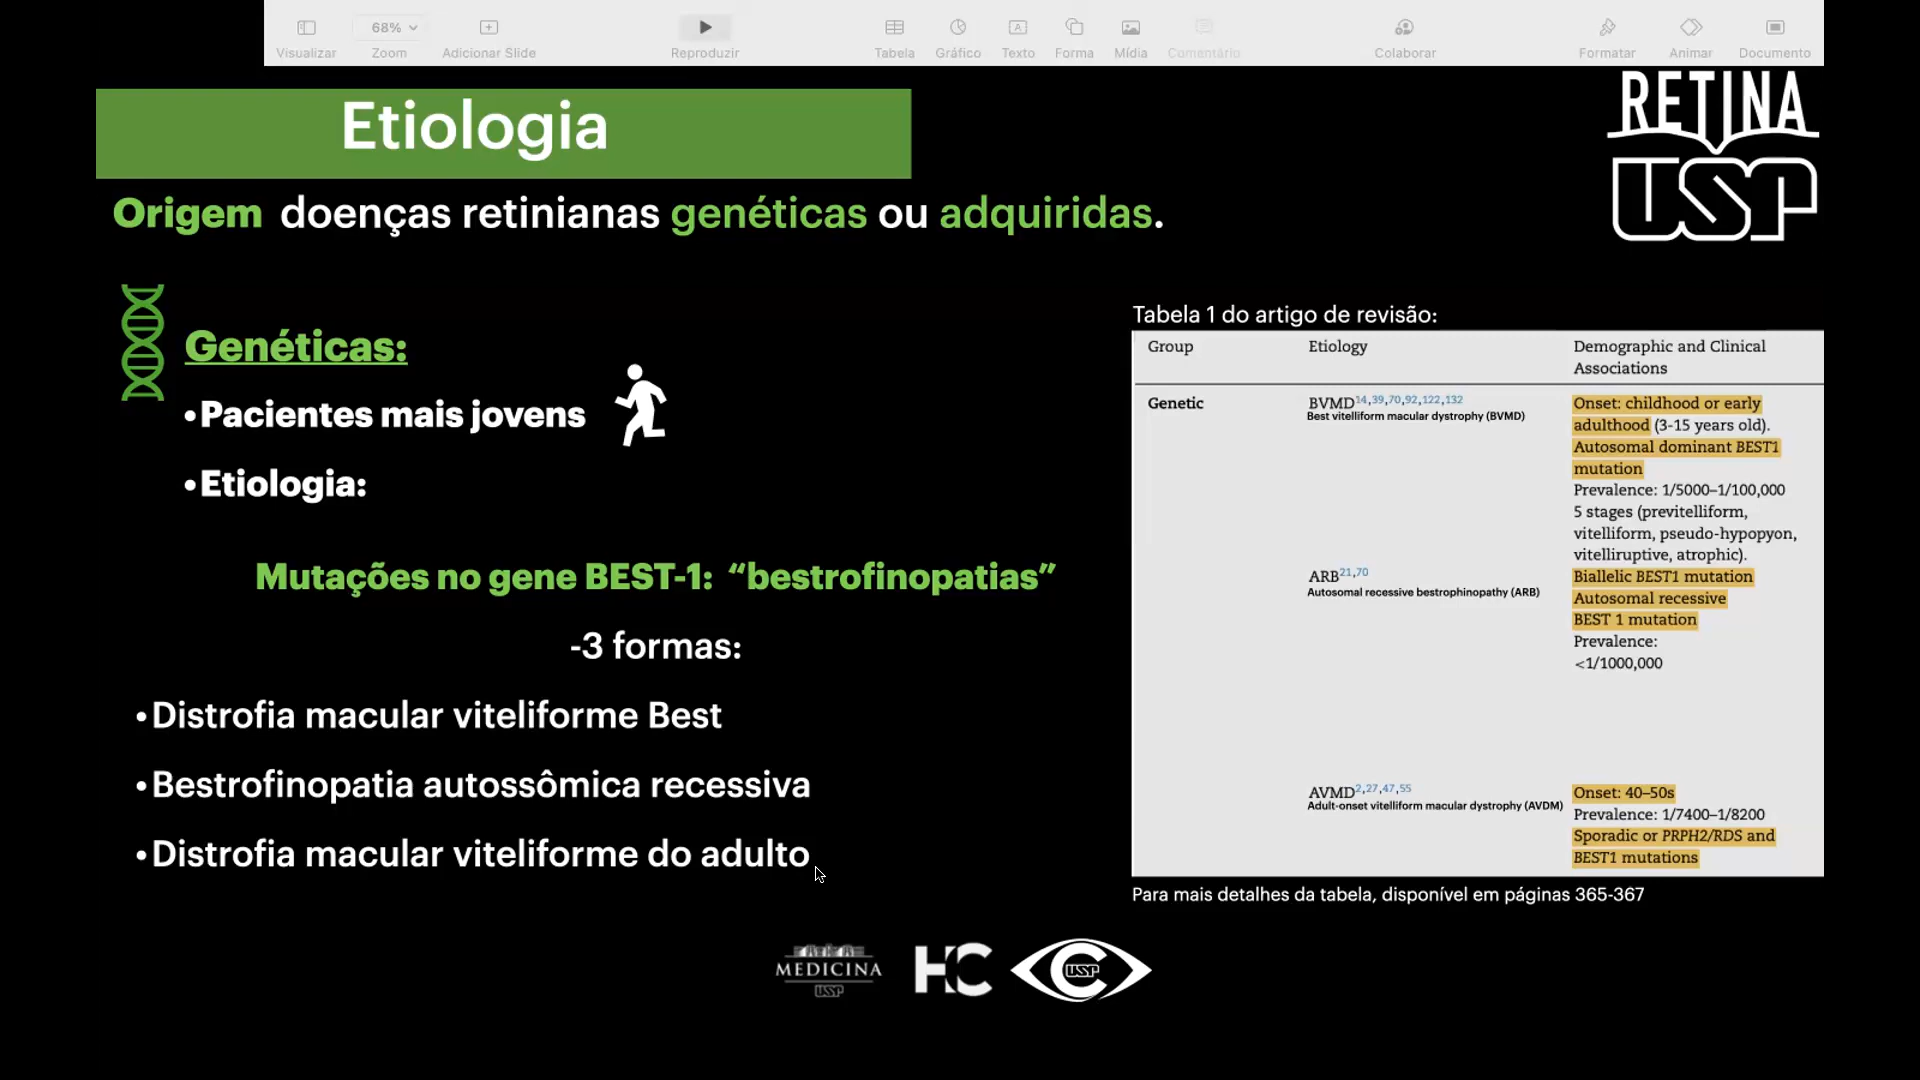 Visualizar
68%
Zoom
Adicionar Slide
Reproduzir
Tabela
Gráfico
Texto
Forma
Mídia
Comentário
Colaborar
Formatar
Animar
Documento
RETINA
USP
Etiologia
Origem doenças retinianas genéticas ou adquiridas.
Genéticas:
•Pacientes mais jovens
•Etiologia:
Mutações no gene BEST-1: “bestrofinopatias”
-3 formas:
•Distrofia macular viteliforme Best
•Bestrofinopatia autossômica recessiva
•Distrofia macular viteliforme do adulto
Tabela 1 do artigo de revisão:
Group Etiology Demographic and Clinical
Associations
Genetic BVMD14,39,70,92,122,132 Onset: childhood or early
Best vitelliform macular dystrophy (BVMD)
adulthood (3-15 years old).
Autosomal dominant BEST1
mutation
Prevalence: 1/5000–1/100,000
5 stages (previtelliform,
vitelliform, pseudo-hypopyon,
vitelliruptive, atrophic).
ARB21,70 Biallelic BEST1 mutation
Autosomal recessive bestrophinopathy (ARB)
Autosomal recessive
BEST 1 mutation
Prevalence:
<1/1000,000
AVMD2,27,47,55 Onset: 40–50s
Adult-onset vitelliform macular dystrophy (AVDM)
Prevalence: 1/7400–1/8200
Sporadic or PRPH2/RDS and
BEST1 mutations
Para mais detalhes da tabela, disponível em páginas 365-367
MEDICINA
USP
HC
C
USP